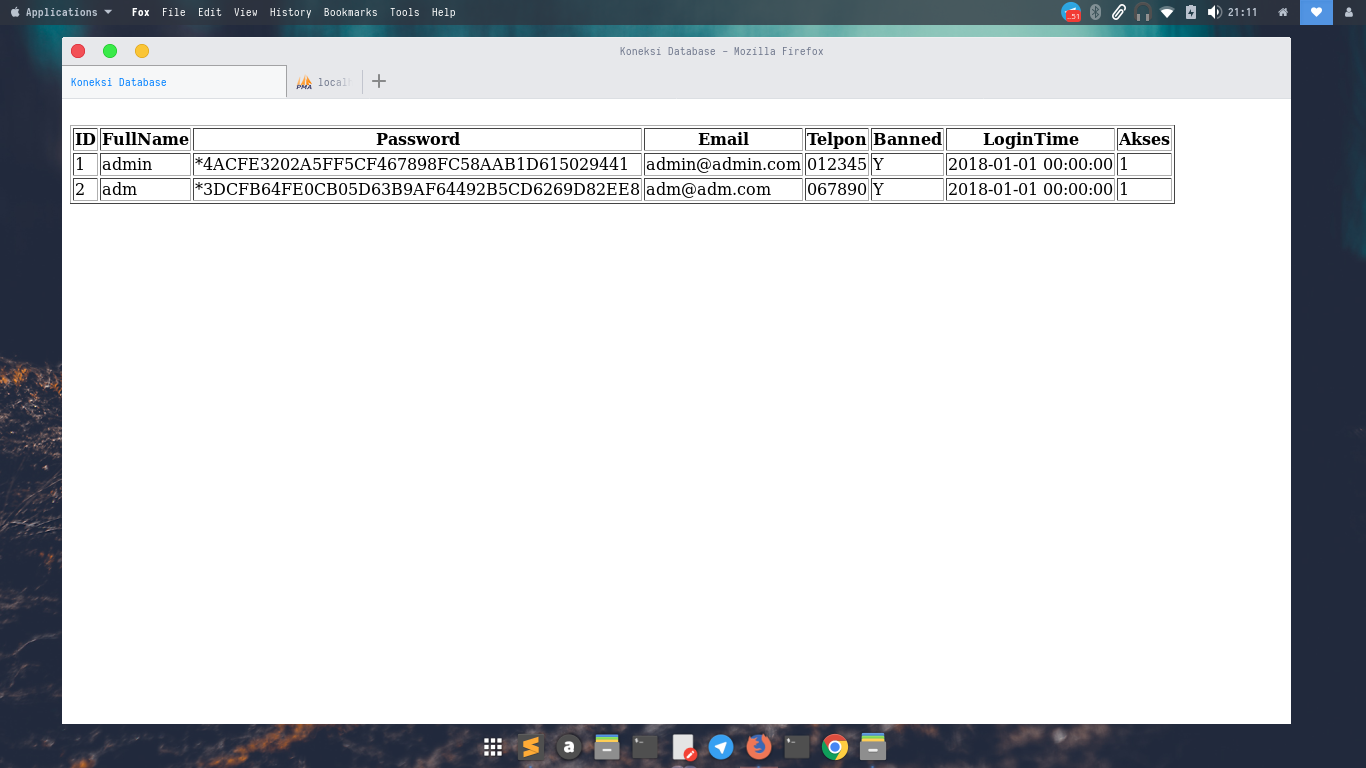 Applications Fox File Edit View History Bookmarks Tools Help 51 21:11
Koneksi Database - Mozilla Firefox
Koneksi Database PMA local
ID FullName Password Email Telpon Banned LoginTime Akses
1 admin *4ACFE3202A5FF5CF467898FC58AAB1D615029441 admin@admin.com 012345 Y 2018-01-01 00:00:00 1
2 adm *3DCFB64FE0CB05D63B9AF64492B5CD6269D82EE8 adm@adm.com 067890 Y 2018-01-01 00:00:00 1
a